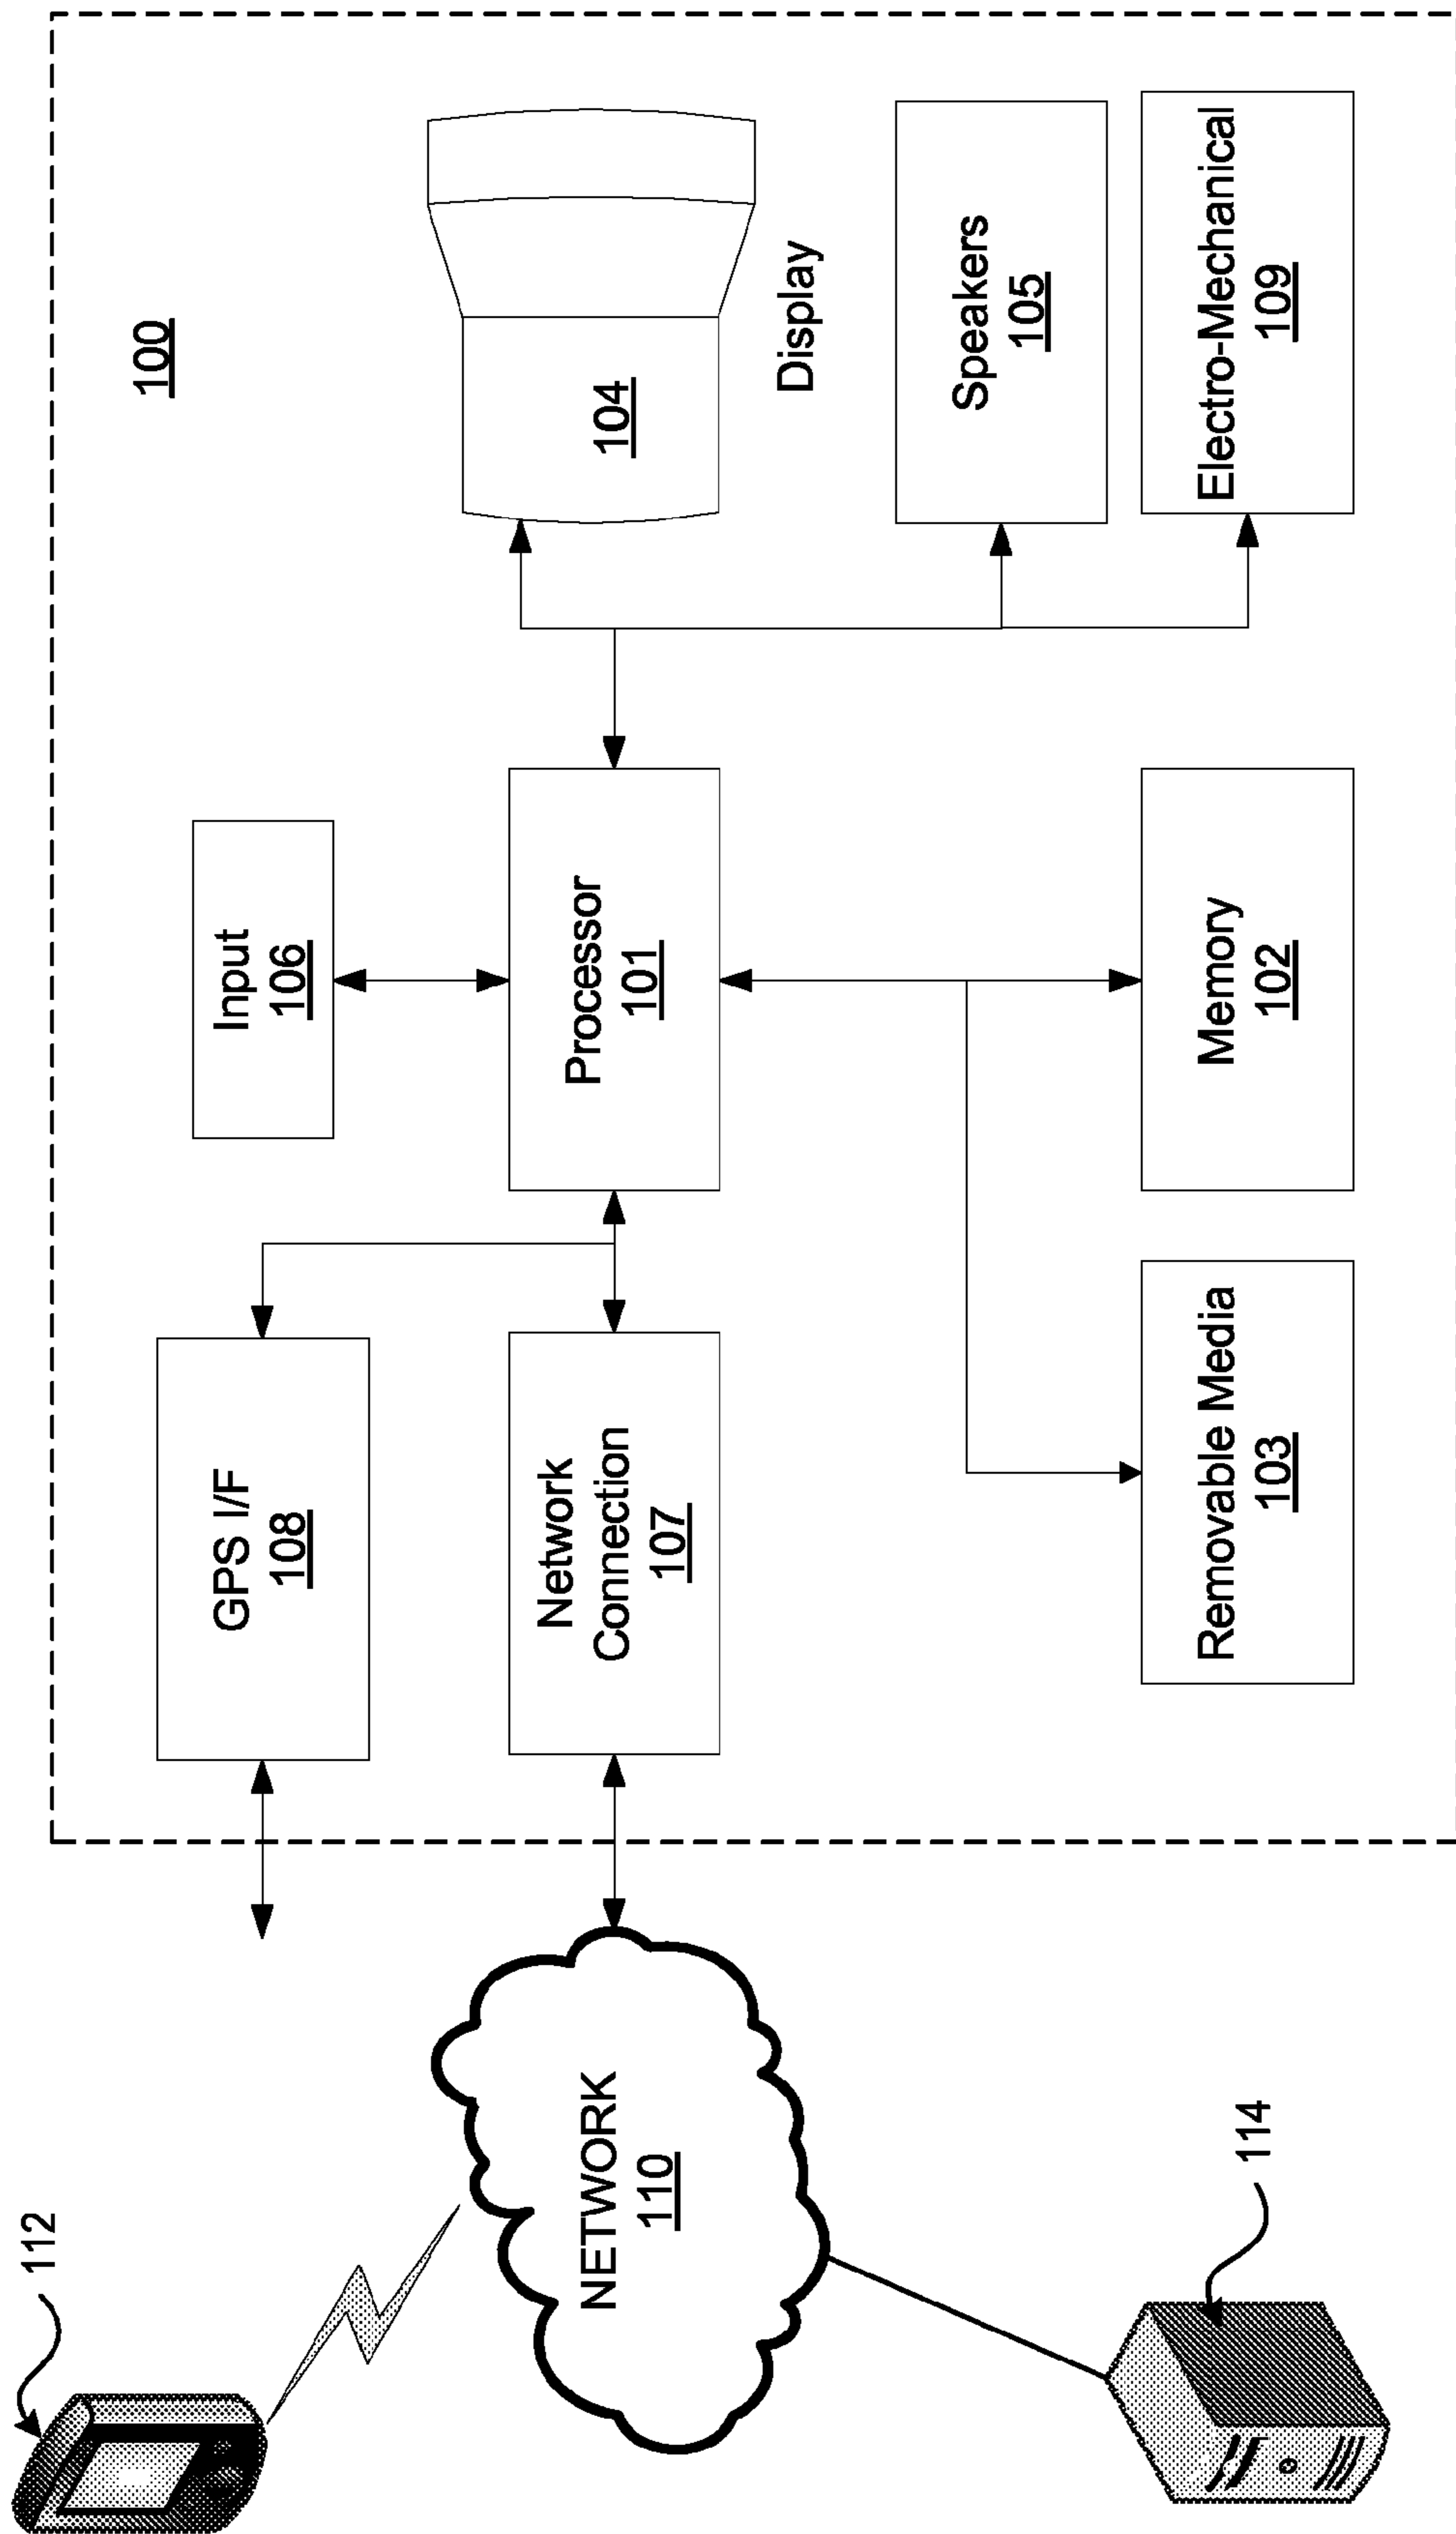 100
112
GPS I/F
108
Input
106
NETWORK
110
Network
Connection
107
Processor
101
104
Display
Speakers
105
114
Removable Media
103
Memory
102
Electro-Mechanical
109